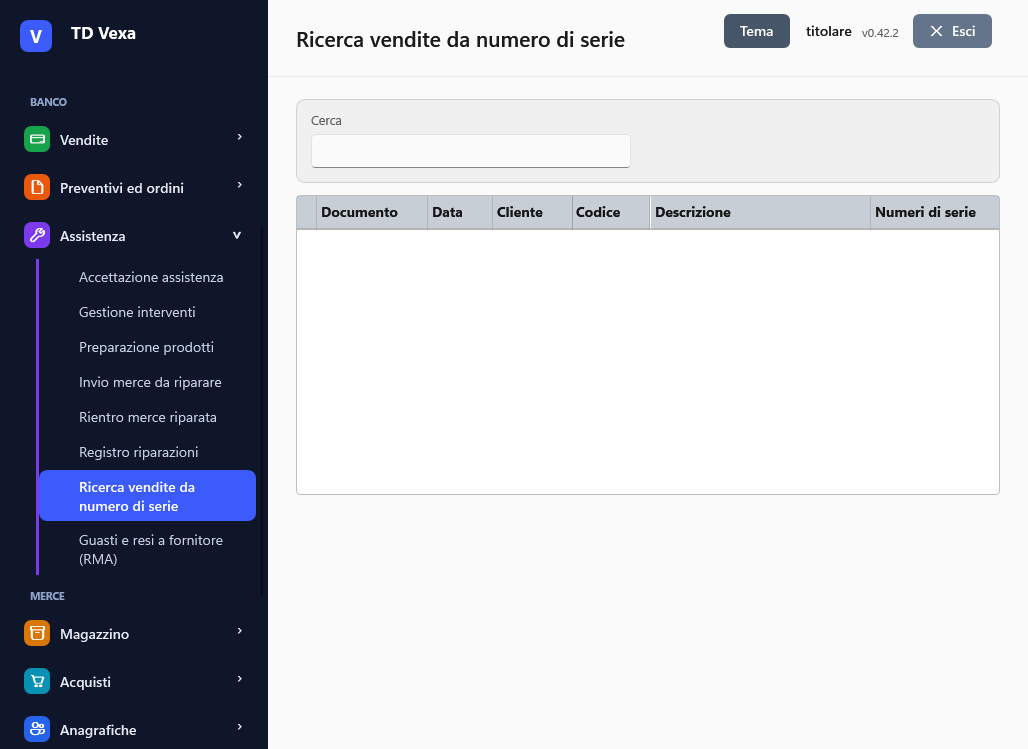 V
TD Vexa
BANCO
Vendite
Preventivi ed ordini
Assistenza
Accettazione assistenza
Gestione interventi
Preparazione prodotti
Invio merce da riparare
Rientro merce riparata
Registro riparazioni
Ricerca vendite da
numero di serie
Guasti e resi a fornitore
(RMA)
MERCE
Magazzino
Acquisti
Anagrafiche
Ricerca vendite da numero di serie
Tema
titolare v0.42.2
Esci
Cerca
Documento Data Cliente Codice Descrizione Numeri di serie